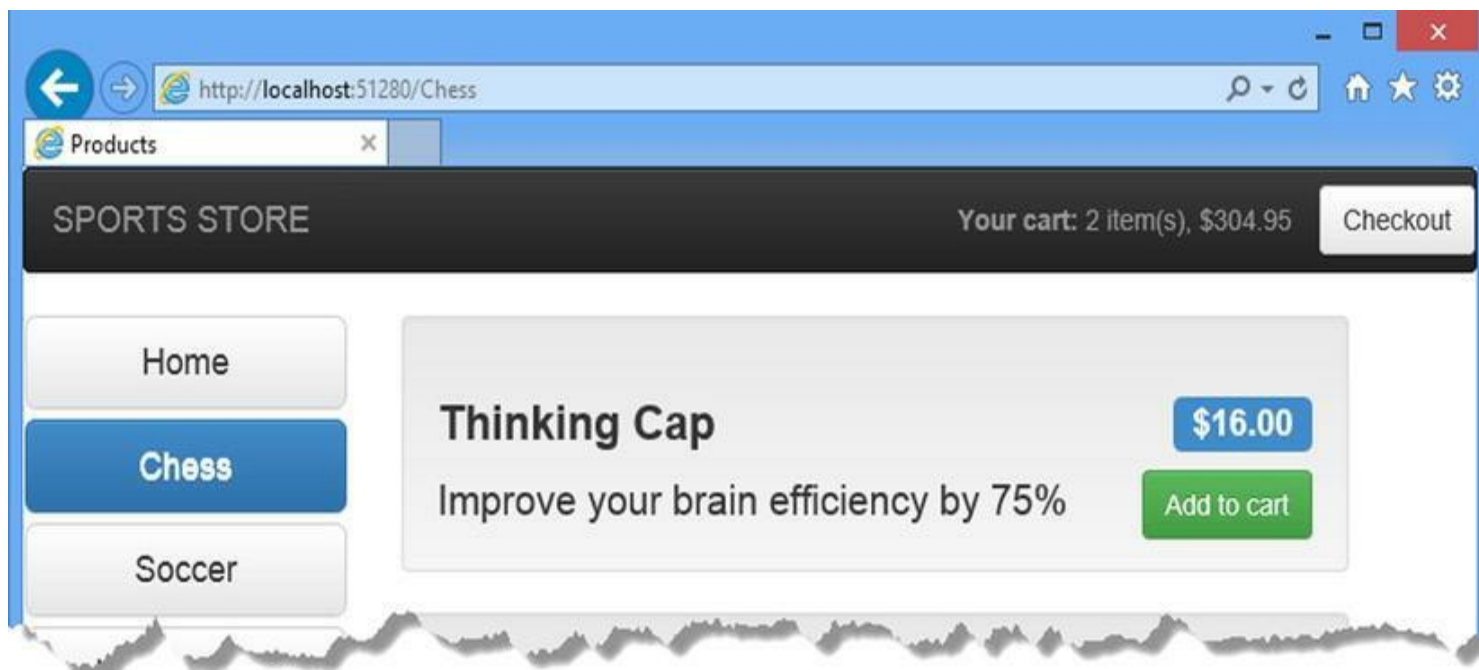 http://localhost:51280/Chess
Products
SPORTS STORE
Your cart: 2 item(s), $304.95
Checkout
Home
Chess
Soccer
Thinking Cap
$16.00
Improve your brain efficiency by 75%
Add to cart